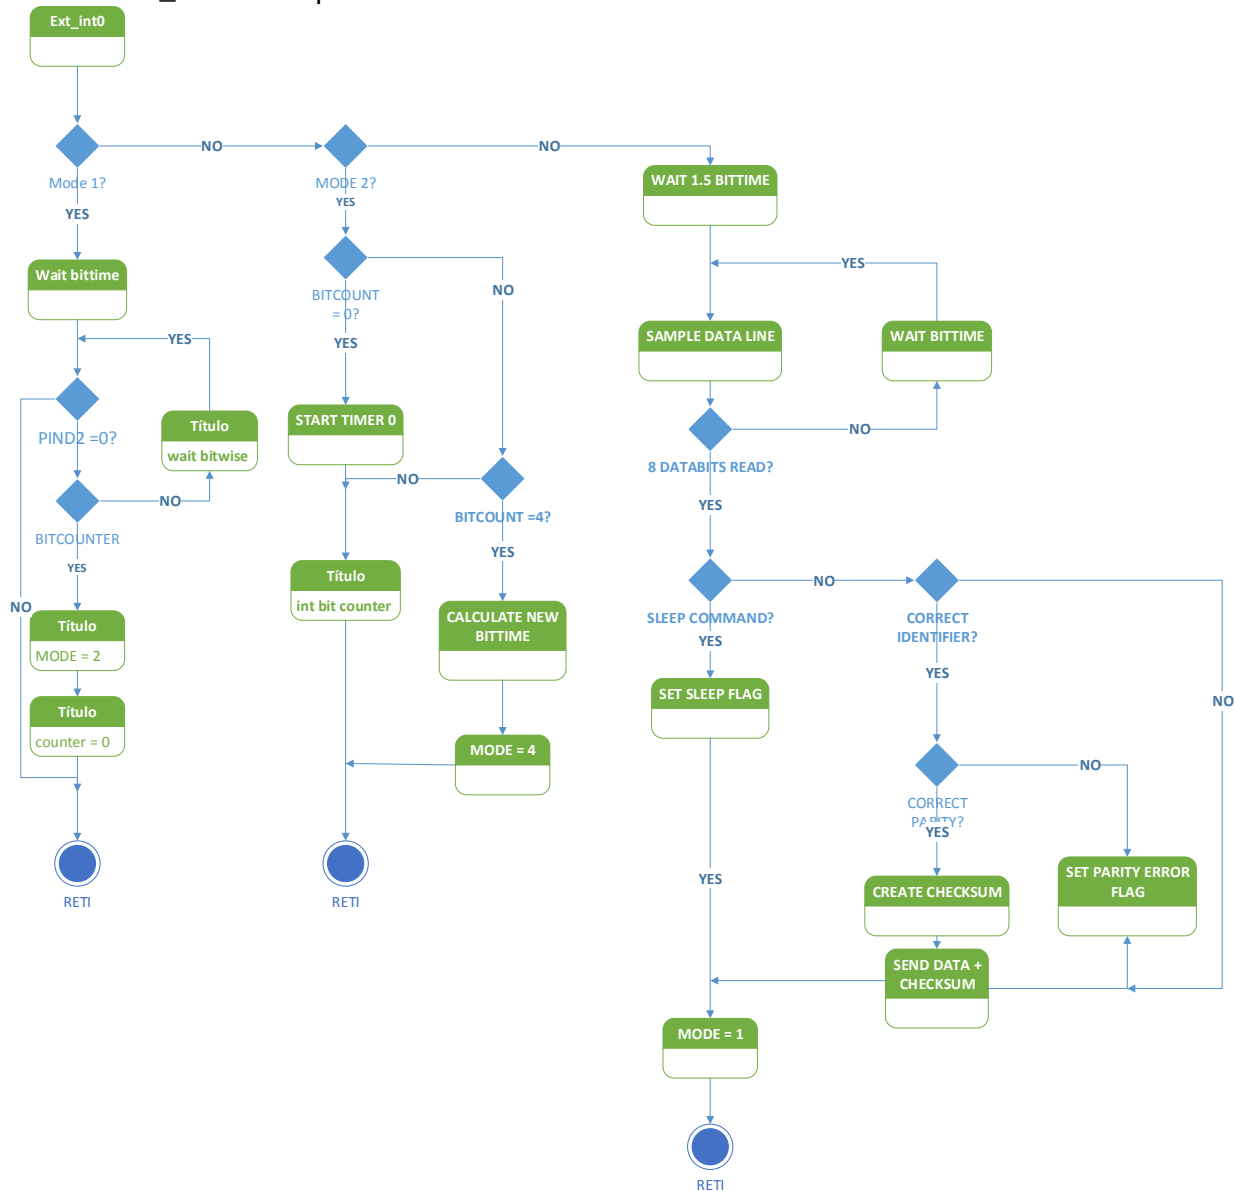 Ext_int0
Mode 1?
NO
MODE 2?
NO
YES
YES
WAIT 1.5 BITTIME
Wait bittime
BITCOUNT
= 0?
NO
YES
YES
YES
SAMPLE DATA LINE
WAIT BITTIME
PIND2 =0?
Título
wait bitwise
START TIMER 0
NO
8 DATABITS READ?
NO
NO
BITCOUNTER
BITCOUNT =4?
YES
YES
YES
NO
Título
int bit counter
NO
NO
Título
MODE = 2
CALCULATE NEW
BITTIME
SLEEP COMMAND?
YES
CORRECT
IDENTIFIER?
YES
Título
counter = 0
SET SLEEP FLAG
NO
MODE = 4
NO
CORRECT
PARITY?
YES
RETI
RETI
YES
CREATE CHECKSUM
SET PARITY ERROR
FLAG
SEND DATA +
CHECKSUM
MODE = 1
RETI